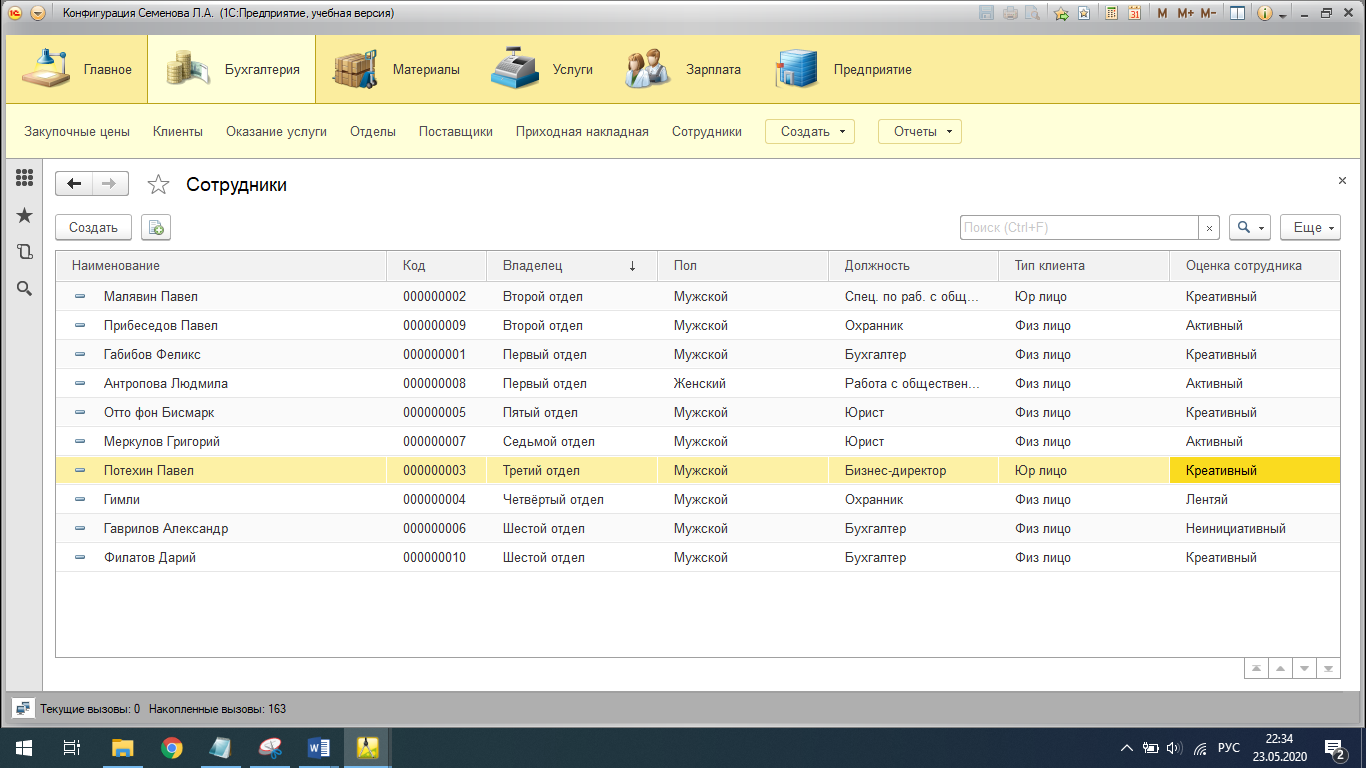 Конфигурация Семенова Л.А. (1С:Предприятие, учебная версия)
M M+ M-
Главное Бухгалтерия Материалы Услуги Зарплата Предприятие
Закупочные цены Клиенты Оказание услуги Отделы Поставщики Приходная накладная Сотрудники Создать Отчеты
Сотрудники
Создать Поиск (Ctrl+F) Еще
Наименование Код Владелец ↓ Пол Должность Тип клиента Оценка сотрудника
Малявин Павел 000000002 Второй отдел Мужской Спец. по раб. с общ... Юр лицо Креативный
Прибеседов Павел 000000009 Второй отдел Мужской Охранник Физ лицо Активный
Габибов Феликс 000000001 Первый отдел Мужской Бухгалтер Физ лицо Креативный
Антропова Людмила 000000008 Первый отдел Женский Работа с обществен... Физ лицо Активный
Отто фон Бисмарк 000000005 Пятый отдел Мужской Юрист Физ лицо Креативный
Меркулов Григорий 000000007 Седьмой отдел Мужской Юрист Физ лицо Активный
Потехин Павел 000000003 Третий отдел Мужской Бизнес-директор Юр лицо Креативный
Гимли 000000004 Четвёртый отдел Мужской Охранник Физ лицо Лентяй
Гаврилов Александр 000000006 Шестой отдел Мужской Бухгалтер Физ лицо Неинициативный
Филатов Дарий 000000010 Шестой отдел Мужской Бухгалтер Физ лицо Креативный
Текущие вызовы: 0 Накопленные вызовы: 163
РУС 22:34
23.05.2020 2